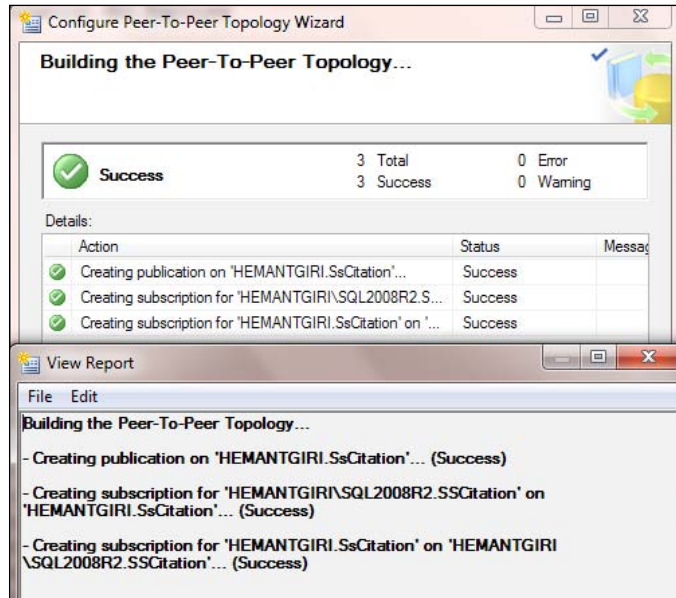 Configure Peer-To-Peer Topology Wizard
Building the Peer-To-Peer Topology...
Success
3 Total
0 Error
3 Success
0 Warning
Details:
Action Status Messag
Creating publication on 'HEMANTGIRI.SsCitation'... Success
Creating subscription for 'HEMANTGIRI\SQL2008R2.S... Success
Creating subscription for 'HEMANTGIRI.SsCitation' on '... Success
View Report
File Edit
Building the Peer-To-Peer Topology...
- Creating publication on 'HEMANTGIRI.SsCitation'... (Success)
- Creating subscription for 'HEMANTGIRI\SQL2008R2.SSCitation' on
'HEMANTGIRI.SsCitation'... (Success)
- Creating subscription for 'HEMANTGIRI.SsCitation' on 'HEMANTGIRI
\SQL2008R2.SSCitation'... (Success)